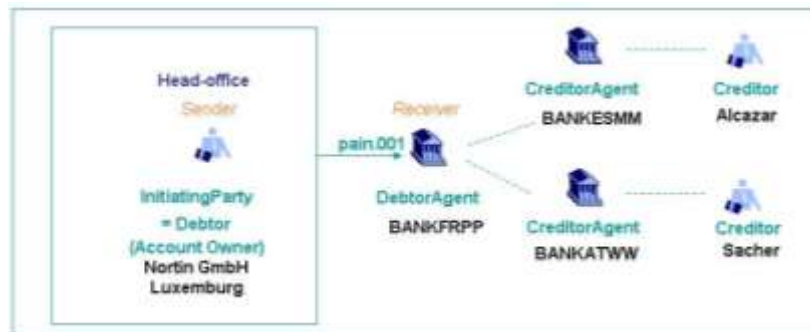 Head-office
Sender
InitiatingParty
= Debtor
(Account Owner)
Nortin GmbH
Luxemburg
pain.001
Receiver
DebtorAgent
BANKFRPP
CreditorAgent
BANKESMM
Creditor
Alcazar
CreditorAgent
BANKATWW
Creditor
Sacher